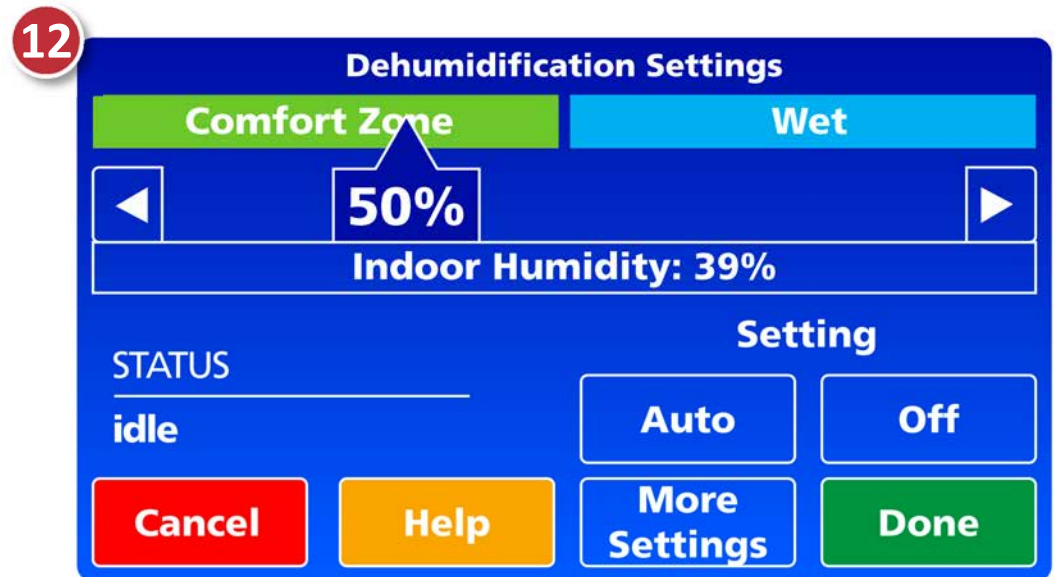 12
Dehumidification Settings
Comfort Zone
Wet
50%
Indoor Humidity: 39%
STATUS
idle
Setting
Auto
Off
Cancel
Help
More
Settings
Done